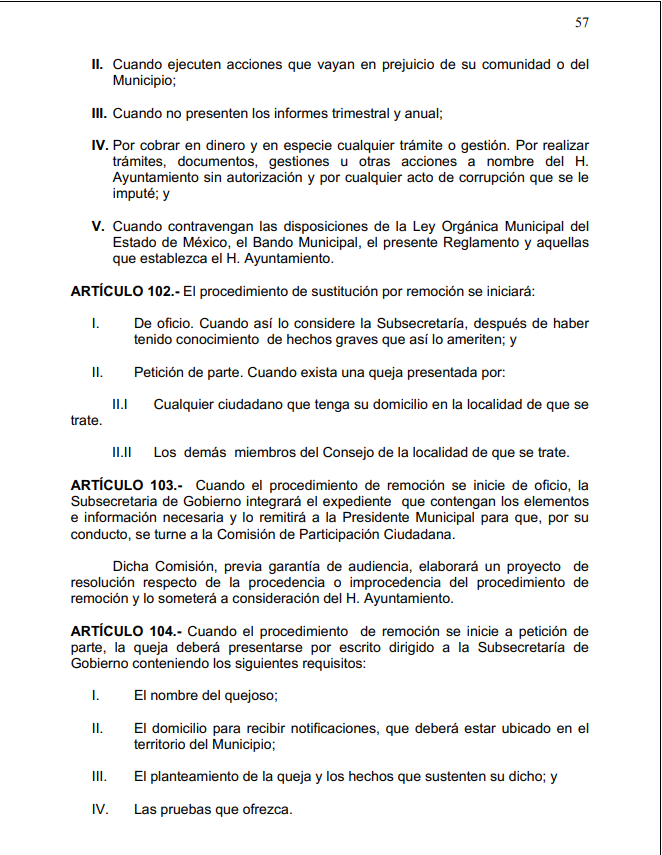 57
II. Cuando ejecuten acciones que vayan en prejuicio de su comunidad o del
Municipio;
III. Cuando no presenten los informes trimestral y anual;
IV. Por cobrar en dinero y en especie cualquier trámite o gestión. Por realizar
trámites, documentos, gestiones u otras acciones a nombre del H.
Ayuntamiento sin autorización y por cualquier acto de corrupción que se le
imputé; y
V. Cuando contravengan las disposiciones de la Ley Orgánica Municipal del
Estado de México, el Bando Municipal, el presente Reglamento y aquellas
que establezca el H. Ayuntamiento.
ARTÍCULO 102.- El procedimiento de sustitución por remoción se iniciará:
I. De oficio. Cuando así lo considere la Subsecretaría, después de haber
tenido conocimiento de hechos graves que así lo ameriten; y
II. Petición de parte. Cuando exista una queja presentada por:
II.I Cualquier ciudadano que tenga su domicilio en la localidad de que se
trate.
II.II Los demás miembros del Consejo de la localidad de que se trate.
ARTÍCULO 103.- Cuando el procedimiento de remoción se inicie de oficio, la
Subsecretaria de Gobierno integrará el expediente que contengan los elementos
e información necesaria y lo remitirá a la Presidente Municipal para que, por su
conducto, se turne a la Comisión de Participación Ciudadana.
Dicha Comisión, previa garantía de audiencia, elaborará un proyecto de
resolución respecto de la procedencia o improcedencia del procedimiento de
remoción y lo someterá a consideración del H. Ayuntamiento.
ARTÍCULO 104.- Cuando el procedimiento de remoción se inicie a petición de
parte, la queja deberá presentarse por escrito dirigido a la Subsecretaría de
Gobierno conteniendo los siguientes requisitos:
I. El nombre del quejoso;
II. El domicilio para recibir notificaciones, que deberá estar ubicado en el
territorio del Municipio;
III. El planteamiento de la queja y los hechos que sustenten su dicho; y
IV. Las pruebas que ofrezca.